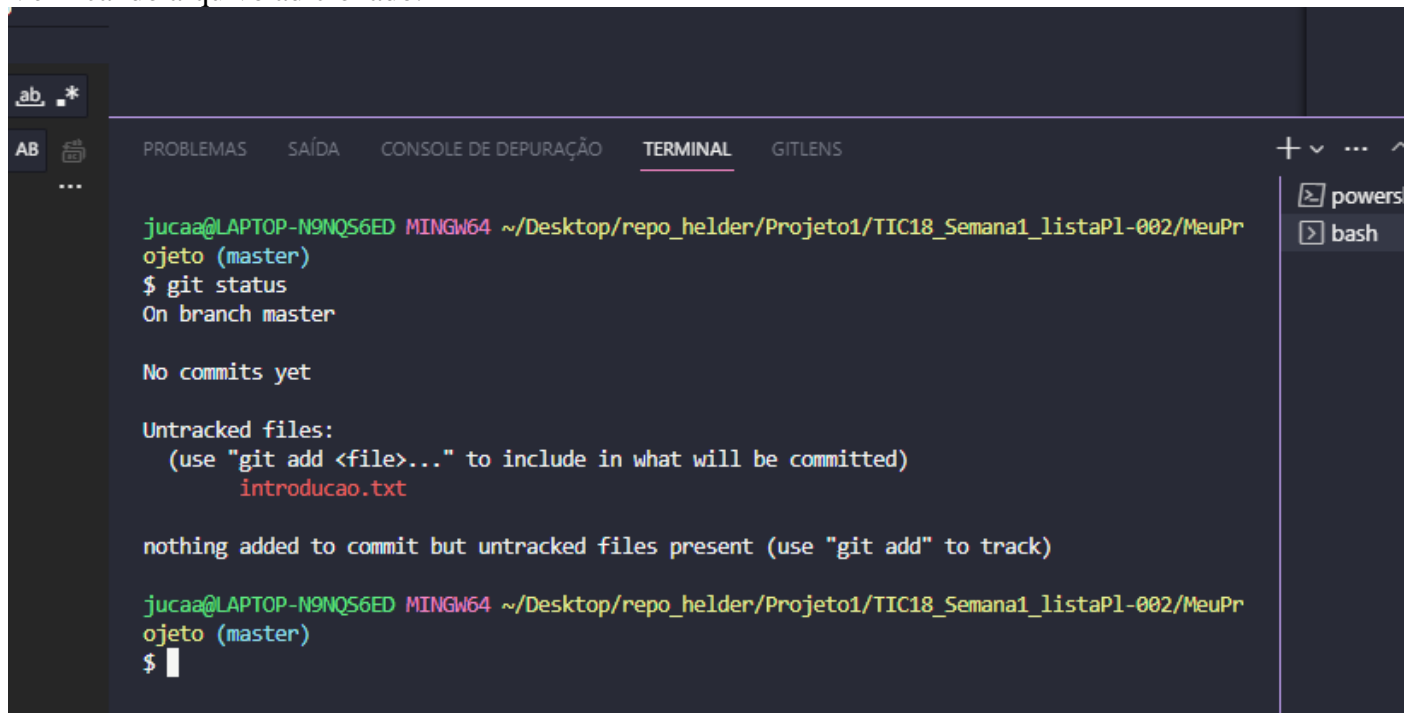 .ab, .*
AB
...
PROBLEMAS SAÍDA CONSOLE DE DEPURAÇÃO TERMINAL GITLENS
powersl
bash
jucaa@LAPTOP-N9NQS6ED MINGW64 ~/Desktop/repo_helder/Projeto1/TIC18_Semana1_listaPl-002/MeuPr
ojeto (master)
$ git status
On branch master
No commits yet
Untracked files:
(use "git add <file>..." to include in what will be committed)
introducao.txt
nothing added to commit but untracked files present (use "git add" to track)
jucaa@LAPTOP-N9NQS6ED MINGW64 ~/Desktop/repo_helder/Projeto1/TIC18_Semana1_listaPl-002/MeuPr
ojeto (master)
$